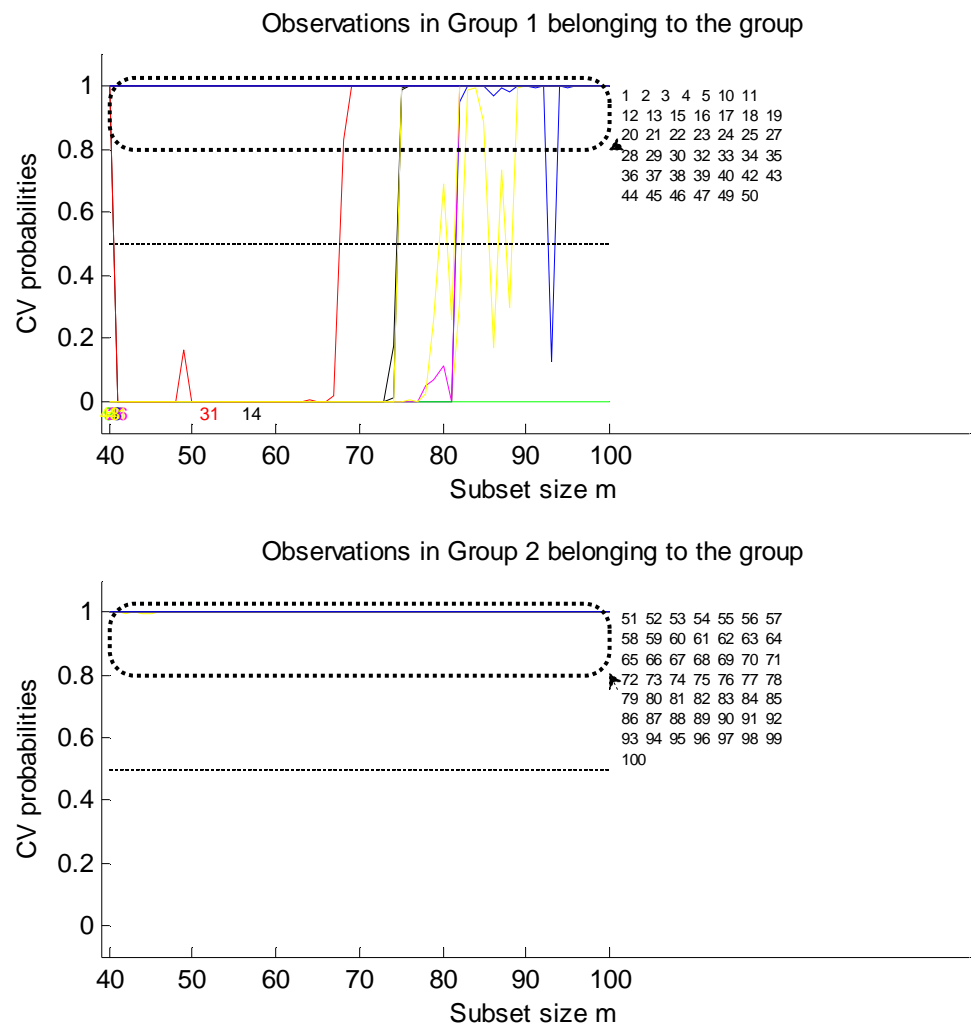 Observations in Group 1 belonging to the group
CV probabilities
1
0.8
0.6
0.4
0.2
0
1 2 3 4 5 10 11
12 13 15 16 17 18 19
20 21 22 23 24 25 27
28 29 30 32 33 34 35
36 37 38 39 40 42 43
44 45 46 47 49 50
31 14
40 50 60 70 80 90 100
Subset size m
Observations in Group 2 belonging to the group
CV probabilities
1
0.8
0.6
0.4
0.2
0
51 52 53 54 55 56 57
58 59 60 61 62 63 64
65 66 67 68 69 70 71
72 73 74 75 76 77 78
79 80 81 82 83 84 85
86 87 88 89 90 91 92
93 94 95 96 97 98 99
100
40 50 60 70 80 90 100
Subset size m